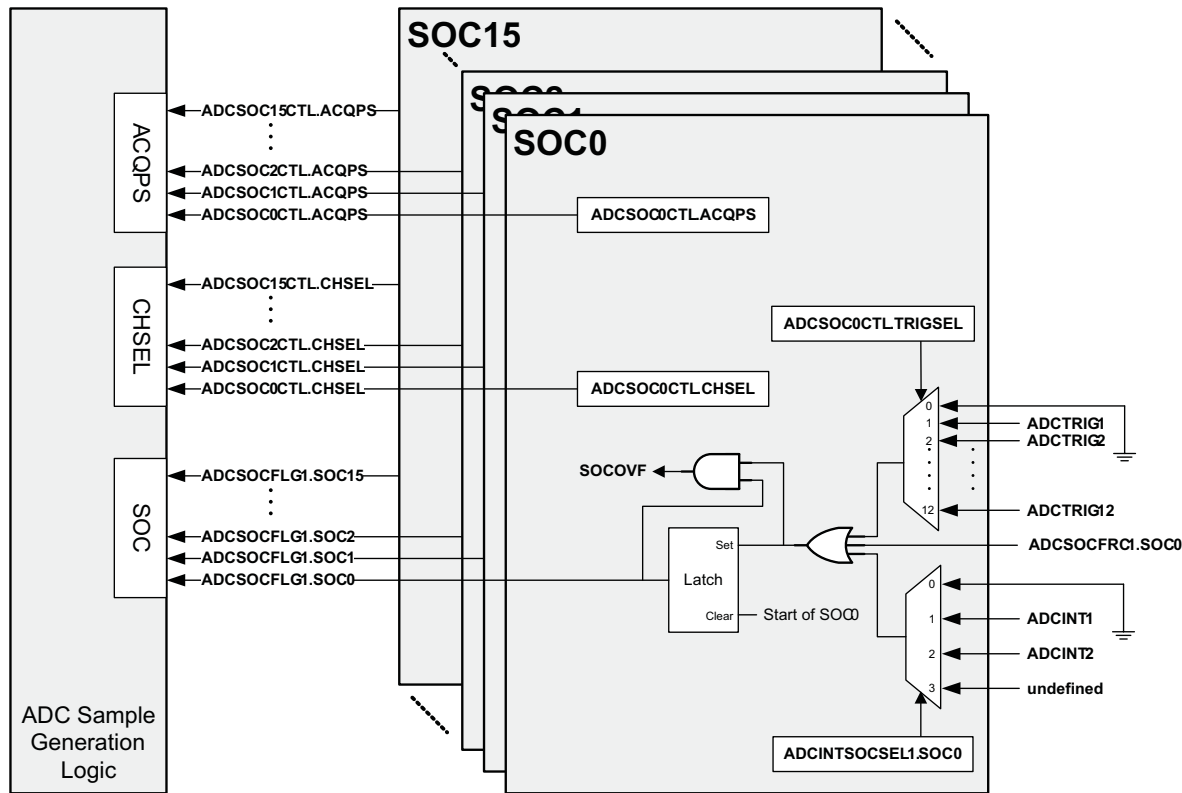 SOC15
SOC2
SOC1
SOC0
ACQPS
ADCSOC15CTL.ACQPS
ADCSOC2CTL.ACQPS
ADCSOC1CTL.ACQPS
ADCSOC0CTL.ACQPS
ADCSOC0CTL.ACQPS
CHSEL
ADCSOC15CTL.CHSEL
ADCSOC2CTL.CHSEL
ADCSOC1CTL.CHSEL
ADCSOC0CTL.CHSEL
ADCSOC0CTL.CHSEL
ADCSOC0CTL.TRIGSEL
0
1
2
12
ADCTRIG1
ADCTRIG2
ADCTRIG12
SOC
ADCSOCFLG1.SOC15
ADCSOCFLG1.SOC2
ADCSOCFLG1.SOC1
ADCSOCFLG1.SOC0
SOCOVF
Set
Latch
Clear
Start of SOC0
ADCSOCFRC1.SOC0
0
1
2
3
ADCINT1
ADCINT2
undefined
ADCINTSOCSEL1.SOC0
ADC Sample
Generation
Logic